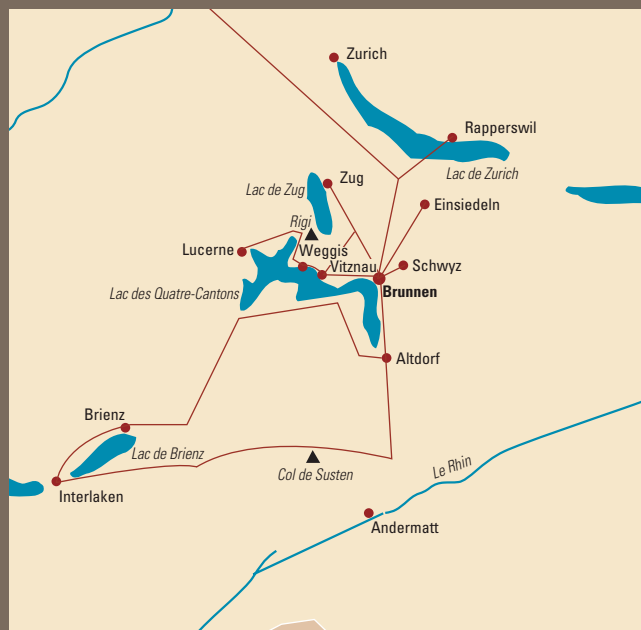 Zurich
Rapperswil
Lac de Zurich
Zug
Lac de Zug
Einsiedeln
Rigi
Lucerne
Weggis
Vitznau
Schwyz
Lac des Quatre-Cantons
Brunnen
Altdorf
Brienz
Lac de Brienz
Col de Susten
Le Rhin
Interlaken
Andermatt